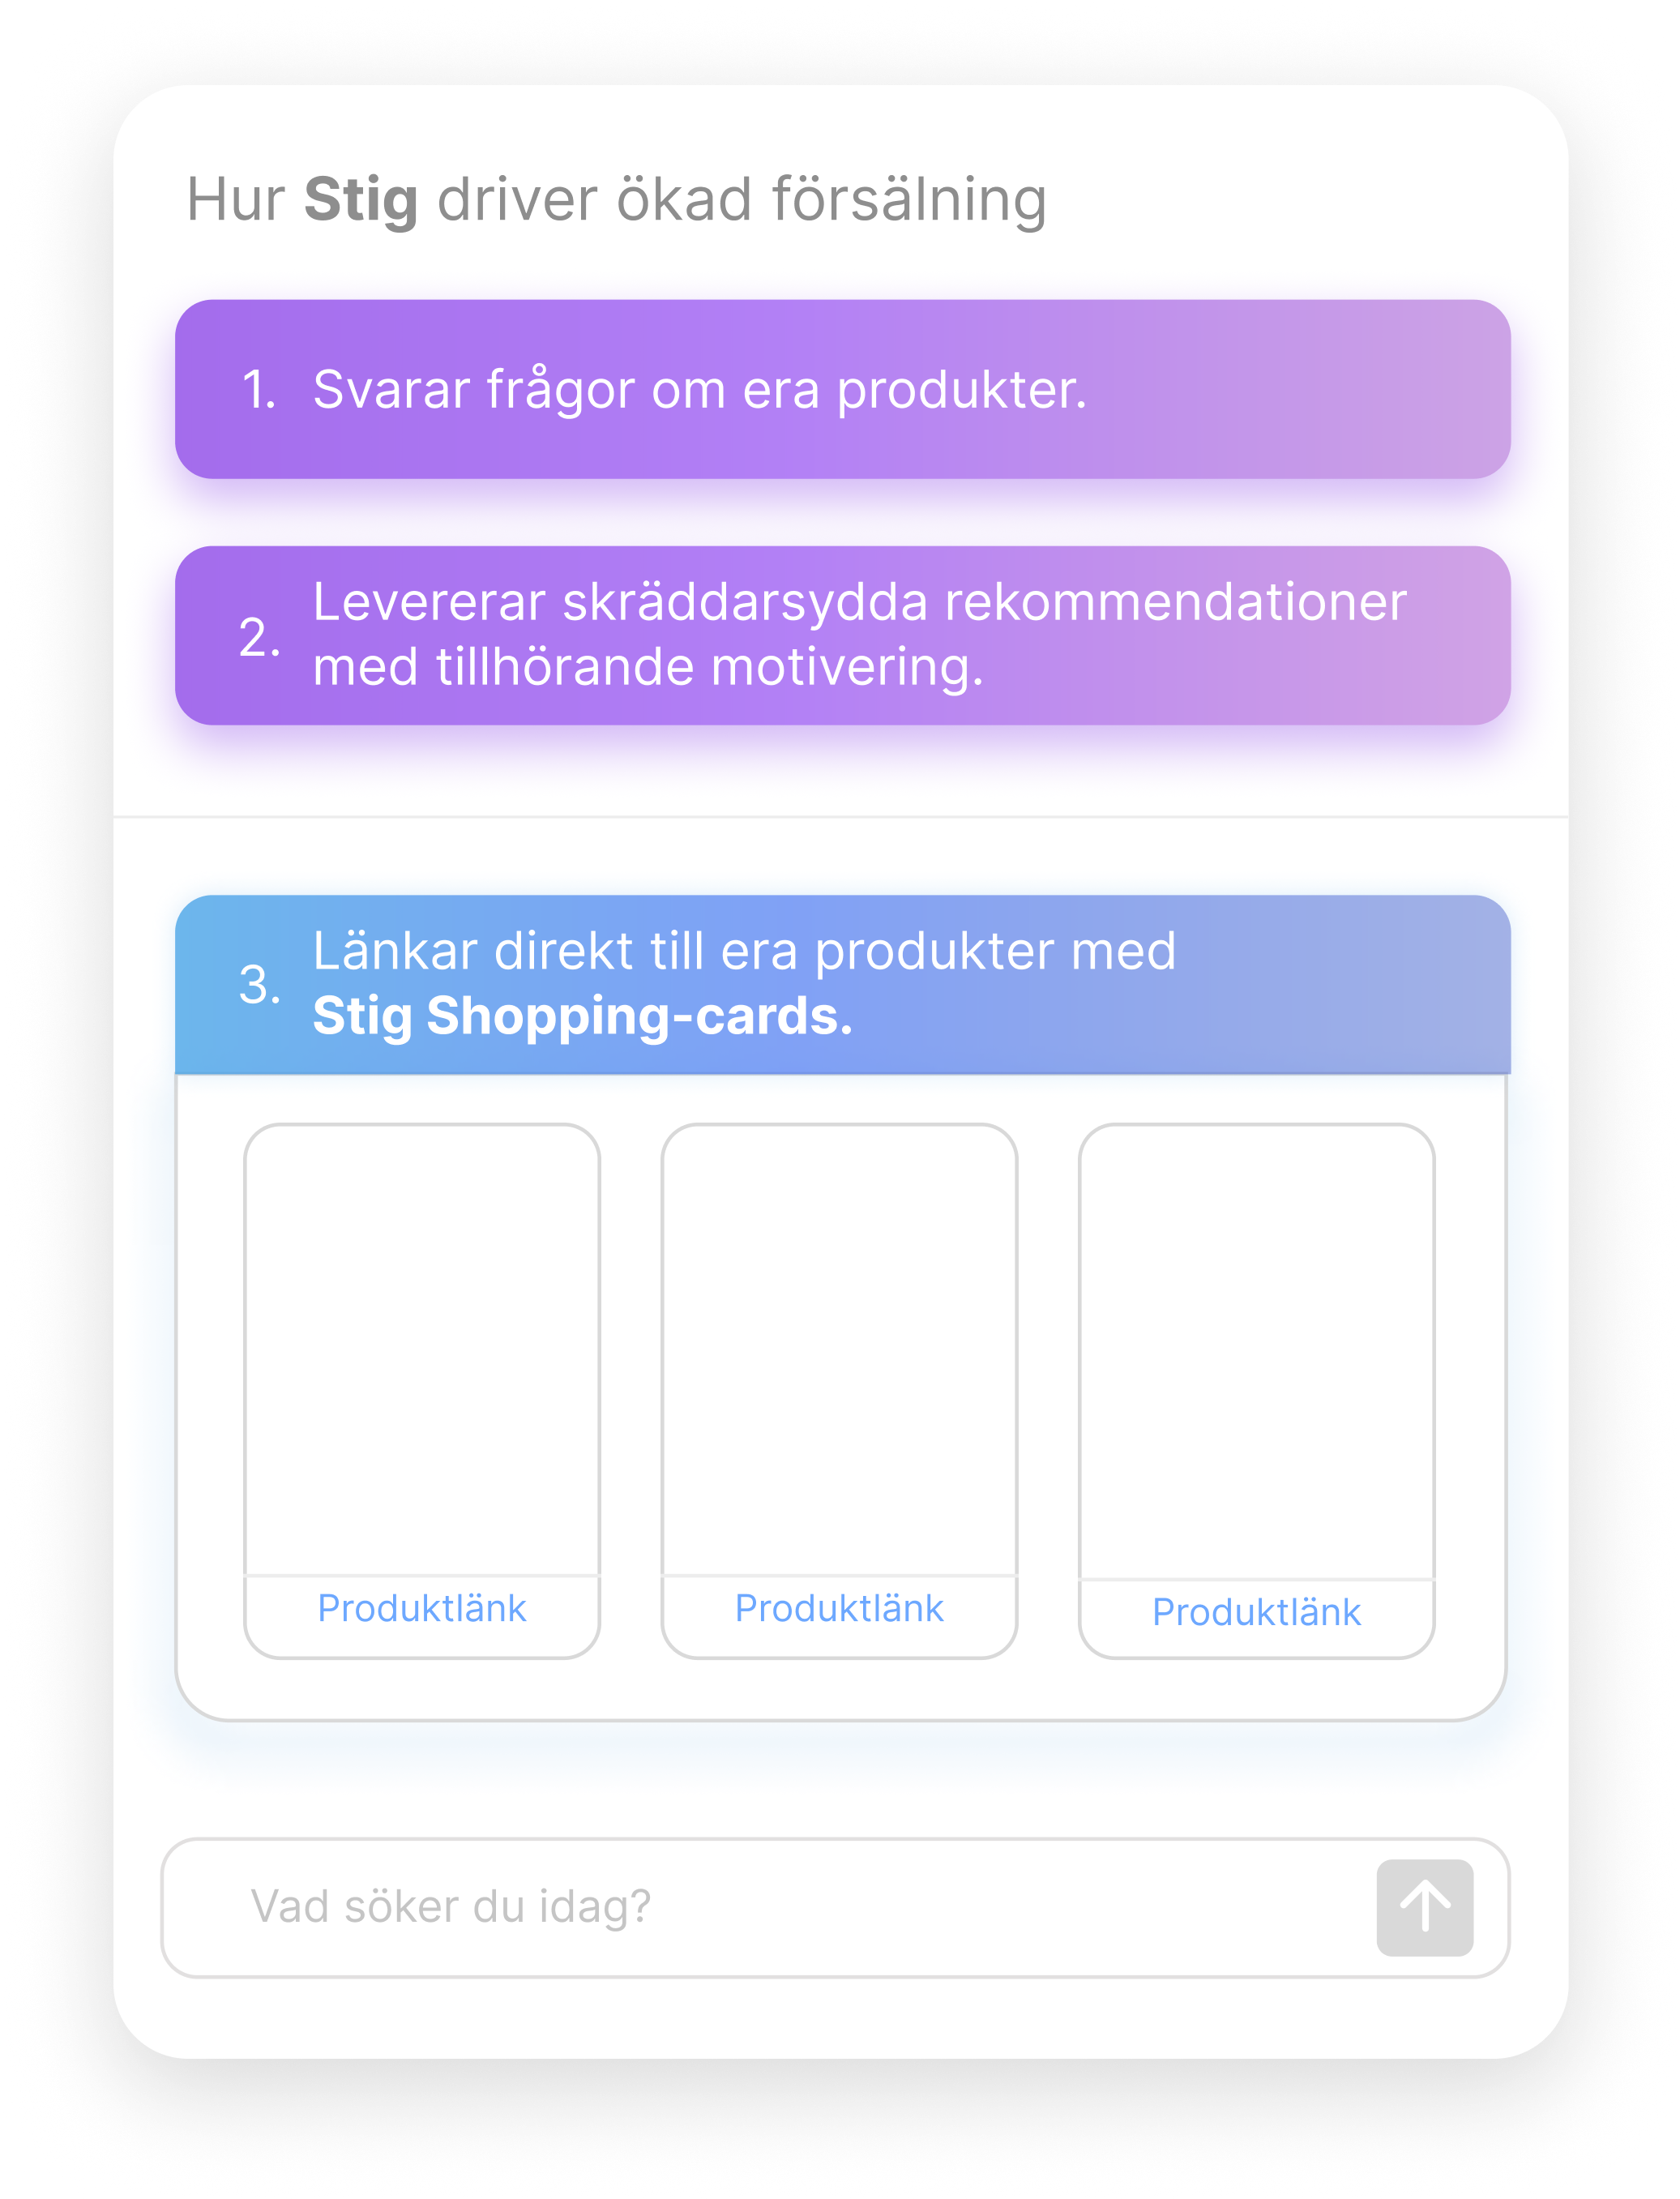 Hur Stig driver ökad försälning
1. Svarar frågor om era produkter.
2. Levererar skräddarsydda rekommendationer
med tillhörande motivering.
3. Länkar direkt till era produkter med
Stig Shopping-cards.
Produktlänk
Produktlänk
Produktlänk
Vad söker du idag?